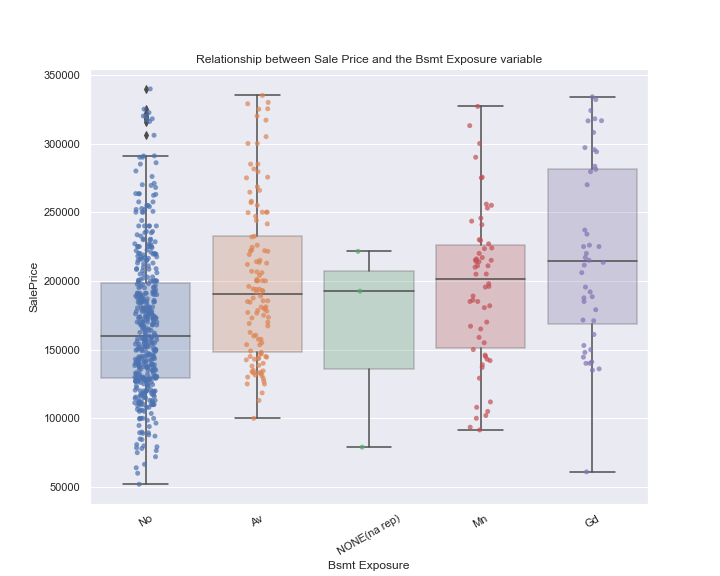 Relationship between Sale Price and the Bsmt Exposure variable
350000
300000
250000
200000
150000
100000
50000
SalePrice
No
Av
NONE(na rep)
Mn
Gd
Bsmt Exposure